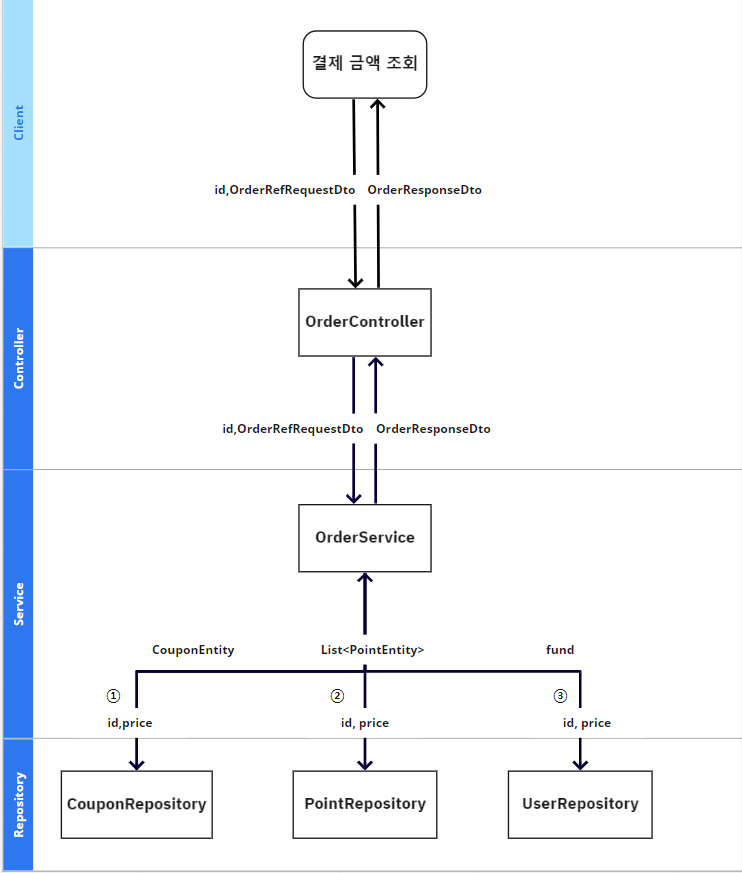 Client
결제 금액 조회
id,OrderRefRequestDto
OrderResponseDto
Controller
OrderController
id,OrderRefRequestDto
OrderResponseDto
Service
OrderService
CouponEntity
List<PointEntity>
fund
①
②
③
id,price
id, price
id, price
Repository
CouponRepository
PointRepository
UserRepository